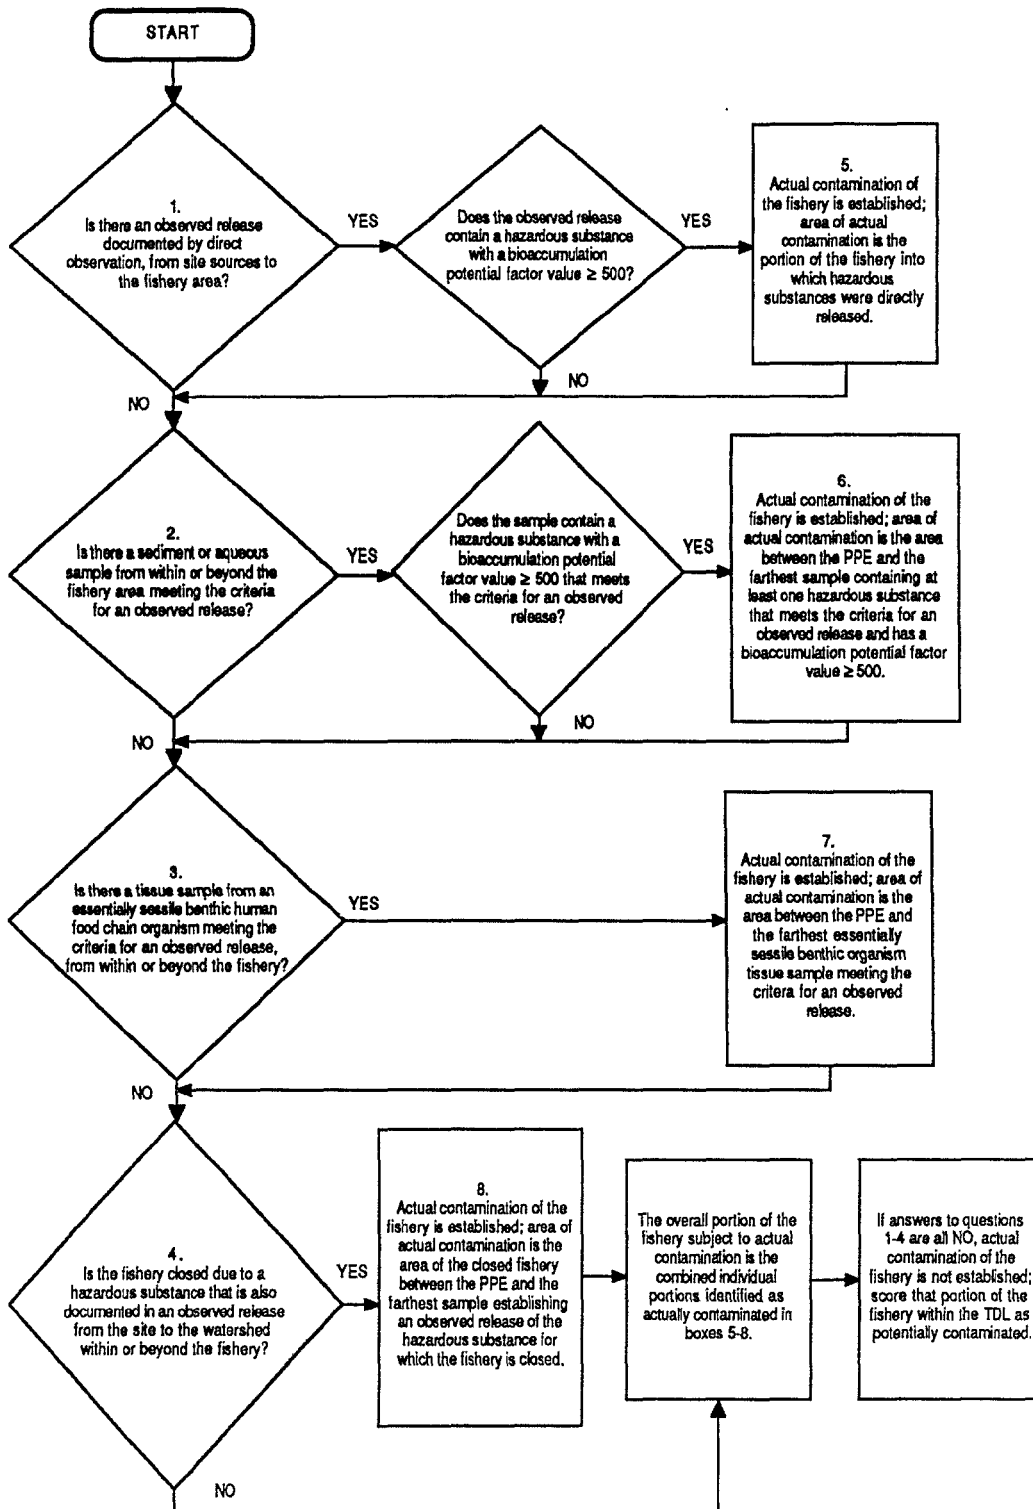 START
1.
Is there an observed release
documented by direct
observation, from site sources to
the fishery area?
YES
Does the observed release
contain a hazardous substance
with a bioaccumulation
potential factor value ≥ 500?
YES
5.
Actual contamination of
the fishery is established;
area of actual
contamination is the
portion of the fishery into
which hazardous
substances were directly
released.
NO
NO
2.
Is there a sediment or aqueous
sample from within or beyond the
fishery area meeting the criteria
for an observed release?
YES
Does the sample contain a
hazardous substance with a
bioaccumulation potential
factor value ≥ 500 that meets
the criteria for an observed
release?
YES
6.
Actual contamination of the
fishery is established; area of
actual contamination is the area
between the PPE and the
farthest sample containing at
least one hazardous substance
that meets the criteria for an
observed release and has a
bioaccumulation potential factor
value ≥ 500.
NO
NO
3.
Is there a tissue sample from an
essentially sessile benthic human
food chain organism meeting the
criteria for an observed release,
from within or beyond the fishery?
YES
7.
Actual contamination of the
fishery is established; area of
actual contamination is the
area between the PPE and
the farthest essentially
sessile benthic organism
tissue sample meeting the
critera for an observed
release.
NO
4.
Is the fishery closed due to a
hazardous substance that is also
documented in an observed release
from the site to the watershed
within or beyond the fishery?
YES
8.
Actual contamination of the
fishery is established; area of
actual contamination is the
area of the closed fishery
between the PPE and the
farthest sample establishing
an observed release of the
hazardous substance for
which the fishery is closed.
The overall portion of the
fishery subject to actual
contamination is the
combined individual
portions identified as
actually contaminated in
boxes 5-8.
If answers to questions
1-4 are all NO, actual
contamination of the
fishery is not established;
score that portion of the
fishery within the TDL as
potentially contaminated.
NO